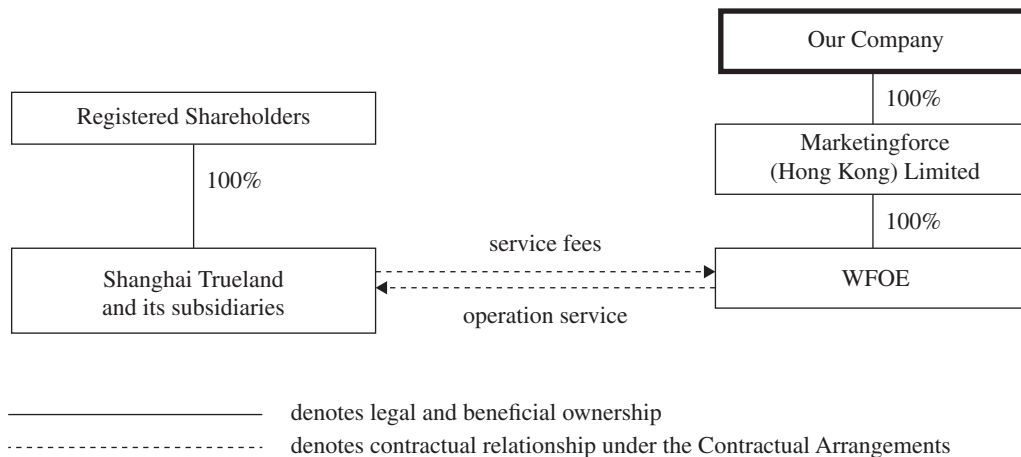 Our Company
100%
Registered Shareholders
Marketingforce
(Hong Kong) Limited
100%
100%
service fees
Shanghai Trueland
and its subsidiaries
WFOE
operation service
denotes legal and beneficial ownership
denotes contractual relationship under the Contractual Arrangements